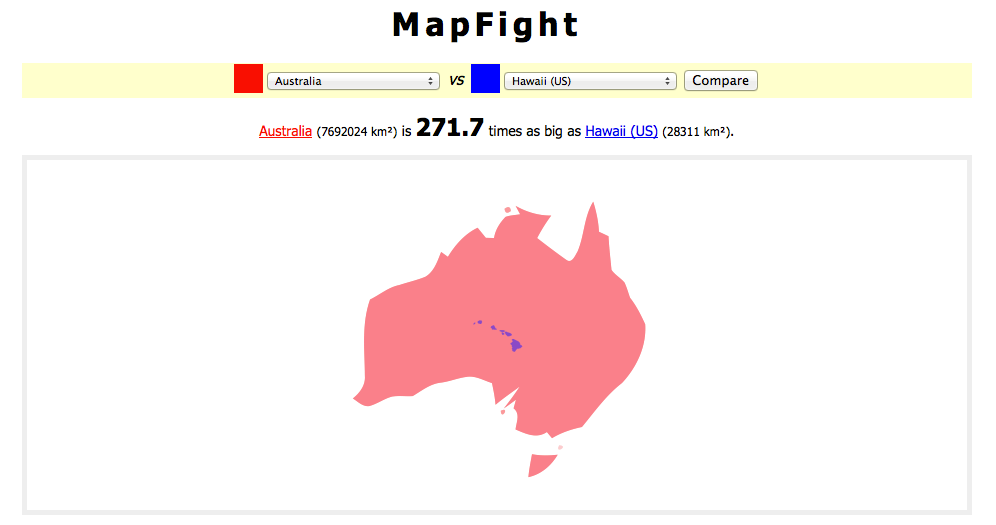 MapFight
Australia VS Hawaii (US) Compare
Australia (7692024 km²) is 271.7 times as big as Hawaii (US) (28311 km²).